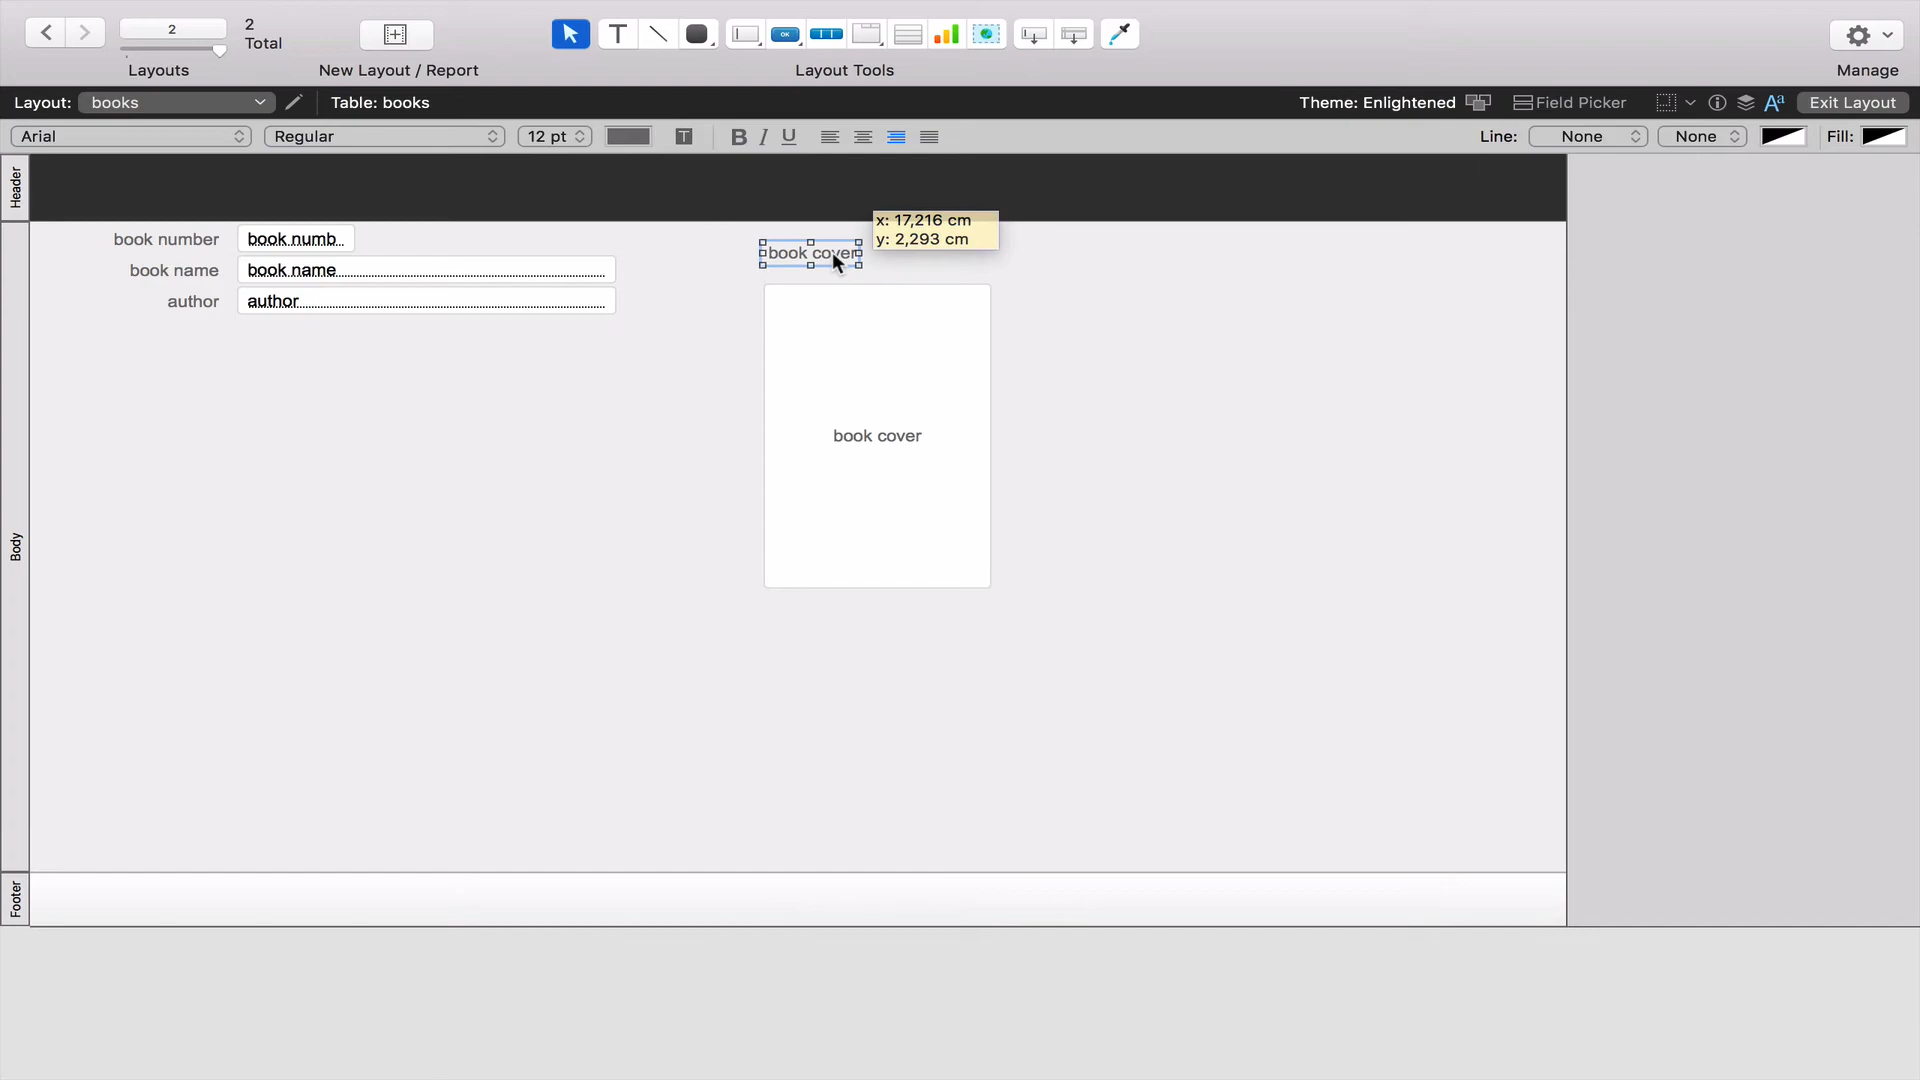 2
2
Total
Layouts
New Layout / Report
OK
Layout Tools
Manage
Layout: books
Table: books
Theme: Enlightened
Field Picker
Aa
Exit Layout
Arial
Regular
12 pt
T
B I U
Line:
None
None
Fill:
Header
x: 17,216 cm
y: 2,293 cm
book number
book numb
book name
book name
author
author
book cover
book cover
Body
Footer